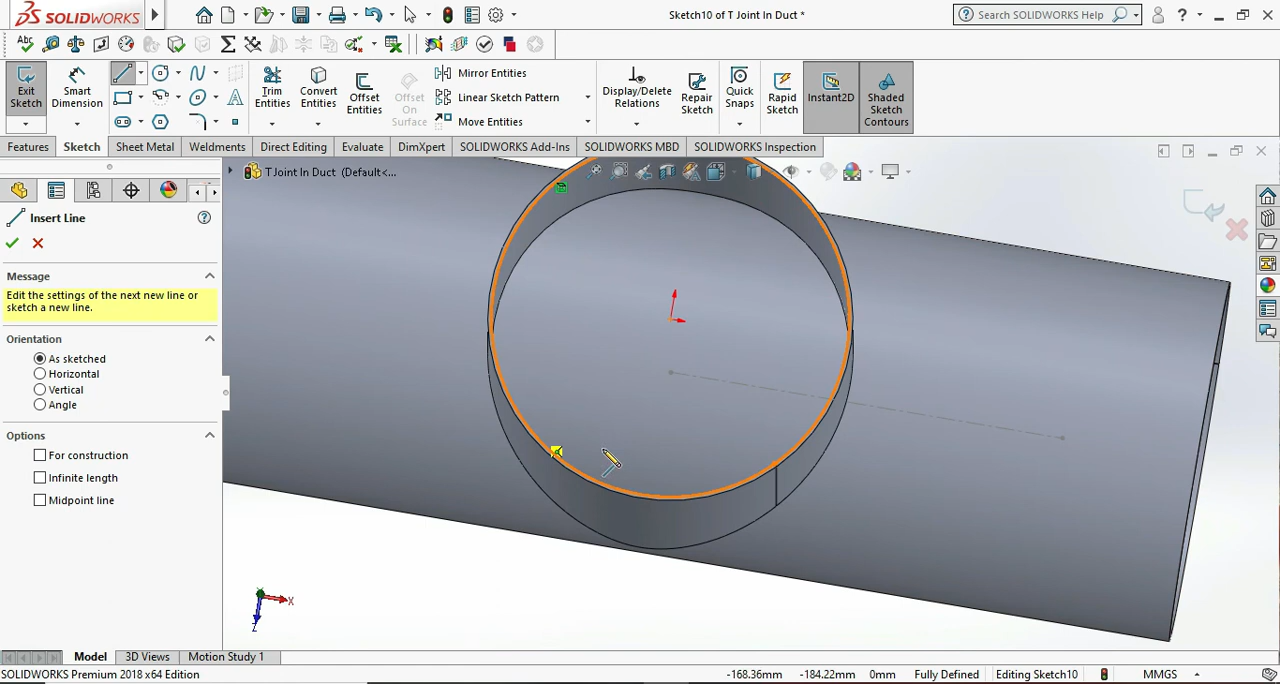 SOLIDWORKS
Sketch10 of T Joint In Duct *
Search SOLIDWORKS Help
Exit Sketch
Smart Dimension
Trim Entities
Convert Entities
Offset Entities
Offset On Surface
Mirror Entities
Linear Sketch Pattern
Move Entities
Display/Delete Relations
Repair Sketch
Quick Snaps
Rapid Sketch
Instant2D
Shaded Sketch Contours
Features
Sketch
Sheet Metal
Weldments
Direct Editing
Evaluate
DimXpert
SOLIDWORKS Add-Ins
SOLIDWORKS MBD
SOLIDWORKS Inspection
T Joint In Duct (Default<...
Insert Line
Message
Edit the settings of the next new line or
sketch a new line.
Orientation
As sketched
Horizontal
Vertical
Angle
Options
For construction
Infinite length
Midpoint line
X
Z
Model
3D Views
Motion Study 1
SOLIDWORKS Premium 2018 x64 Edition
-168.36mm
-184.22mm
0mm
Fully Defined
Editing Sketch10
MMGS